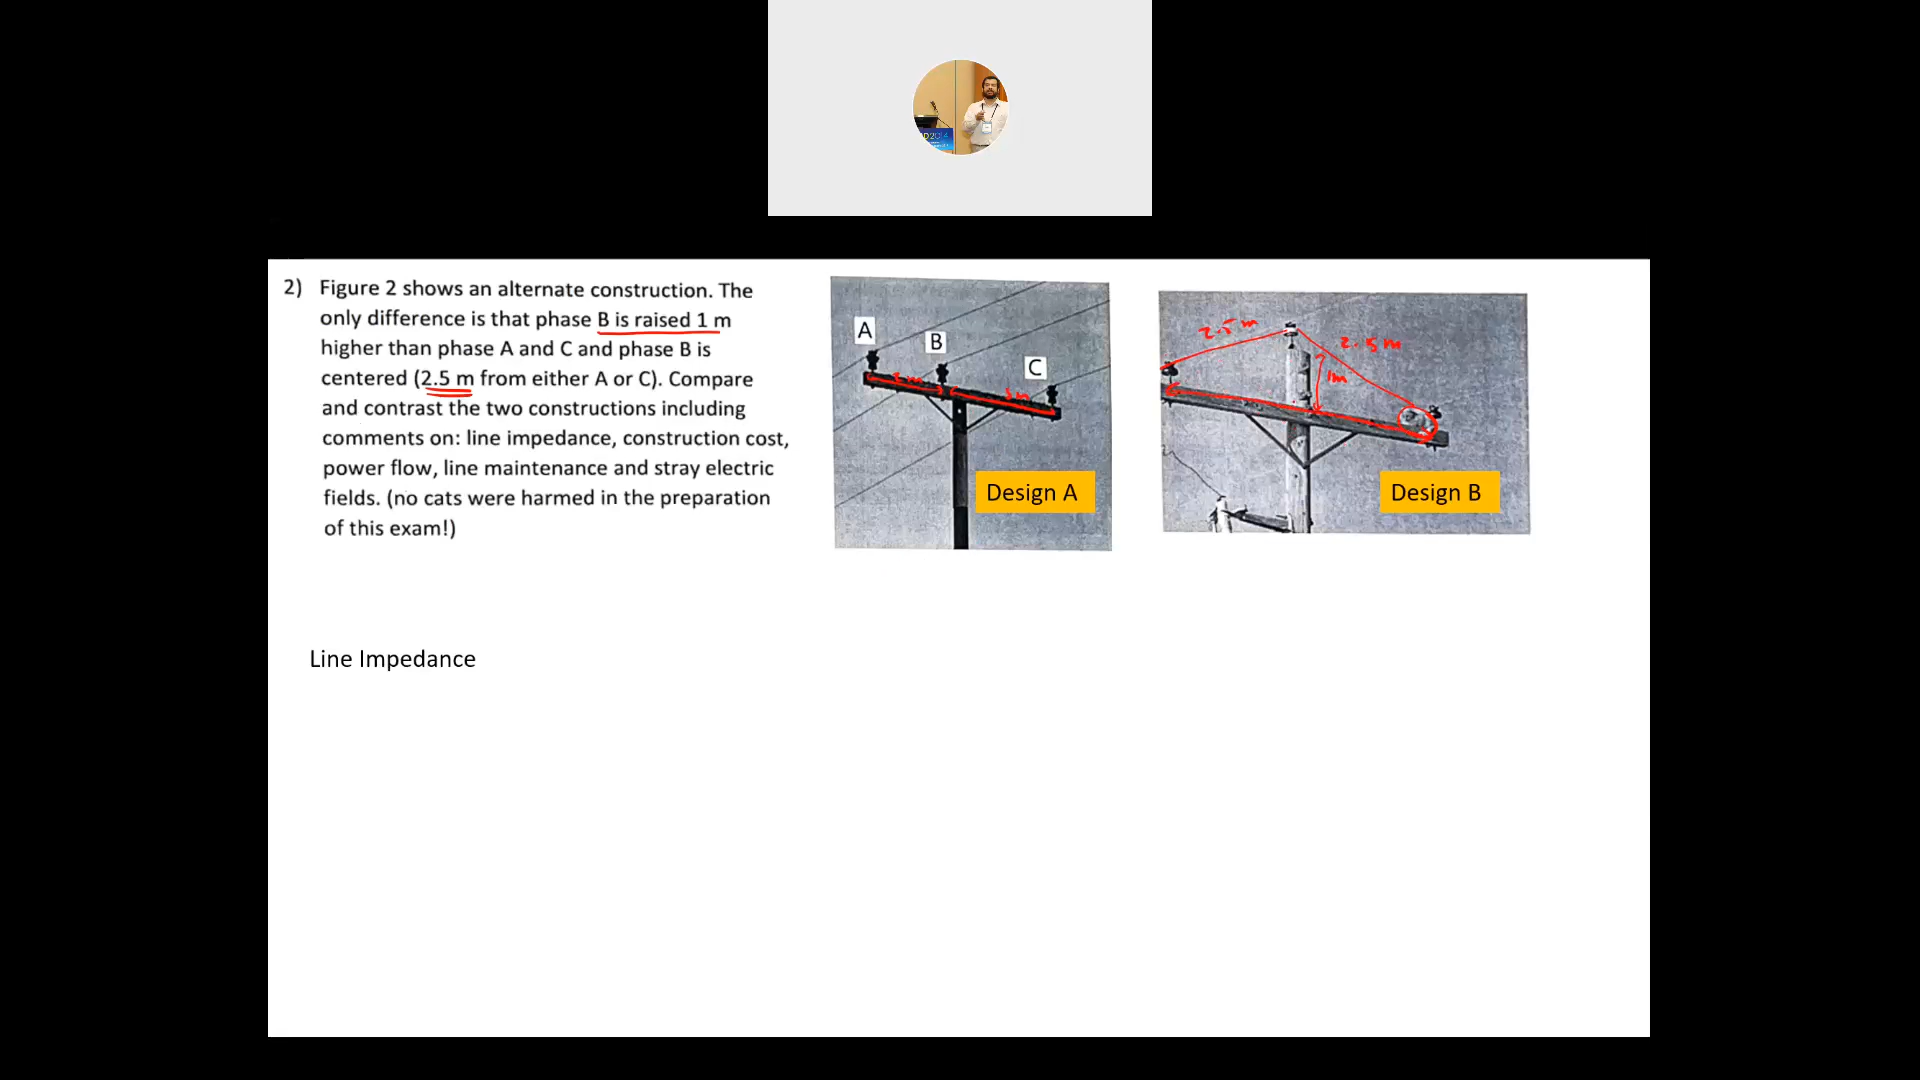 2) Figure 2 shows an alternate construction. The
only difference is that phase B is raised 1 m
higher than phase A and C and phase B is
centered (2.5 m from either A or C). Compare
and contrast the two constructions including
comments on: line impedance, construction cost,
power flow, line maintenance and stray electric
fields. (no cats were harmed in the preparation
of this exam!)
A
B
C
Design A
2.5 m
2.5 m
1m
Design B
Line Impedance